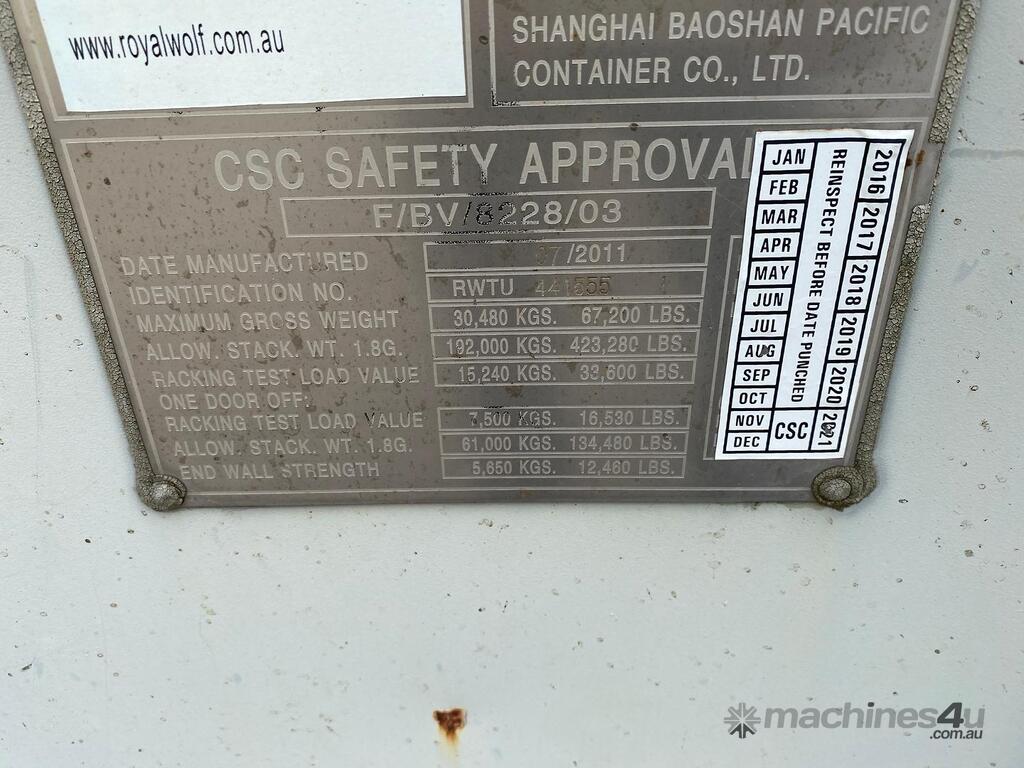 www.royalwolf.com.au
SHANGHAI BAOSHAN PACIFIC
CONTAINER CO., LTD.
CSC SAFETY APPROVAL
F/BV/8228/03
DATE MANUFACTURED 07/2011
IDENTIFICATION NO. RWTU 441555 1
MAXIMUM GROSS WEIGHT 30,480 KGS. 67,200 LBS.
ALLOW. STACK. WT. 1.8G. 192,000 KGS. 423,280 LBS.
RACKING TEST LOAD VALUE 15,240 KGS. 33,600 LBS.
ONE DOOR OFF:
RACKING TEST LOAD VALUE 7,500 KGS. 16,530 LBS.
ALLOW. STACK. WT. 1.8G. 61,000 KGS. 134,480 LBS.
END WALL STRENGTH 5,650 KGS. 12,460 LBS.
JAN
FEB
MAR
APR
MAY
JUN
JUL
AUG
SEP
OCT
NOV
DEC
REINSPECT BEFORE DATE PUNCHED
CSC
2016 2017 2018 2019 2020 2021
machines4u
.com.au